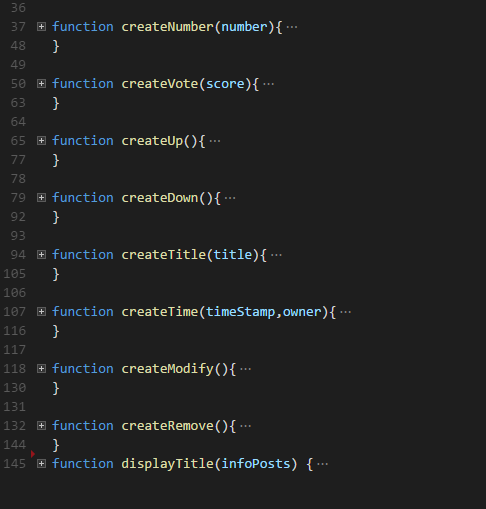 36
37 function createNumber(number){···
48 }
49
50 function createVote(score){···
63 }
64
65 function createUp(){···
77 }
78
79 function createDown(){···
92 }
93
94 function createTitle(title){···
105 }
106
107 function createTime(timeStamp,owner){···
116 }
117
118 function createModify(){···
130 }
131
132 function createRemove(){···
144 }
145 function displayTitle(infoPosts) {···